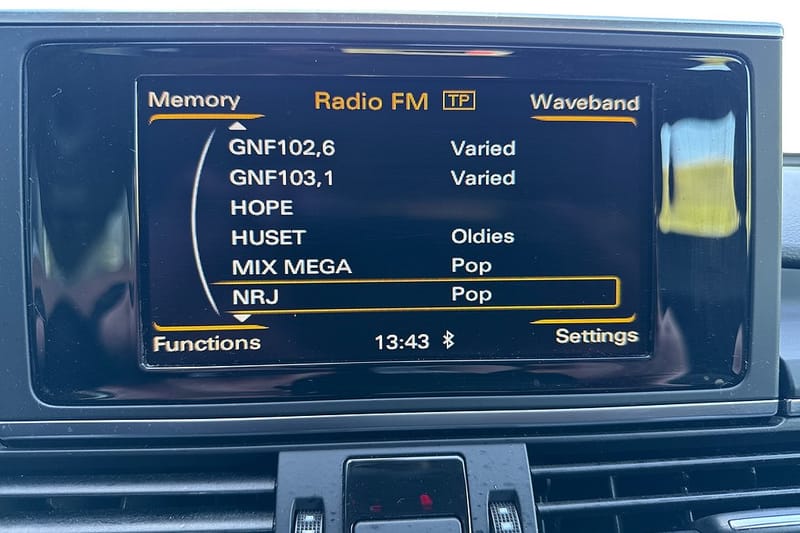 Memory Radio FM TP Waveband
GNF102,6 Varied
GNF103,1 Varied
HOPE
HUSET Oldies
MIX MEGA Pop
NRJ Pop
Functions 13:43 Settings